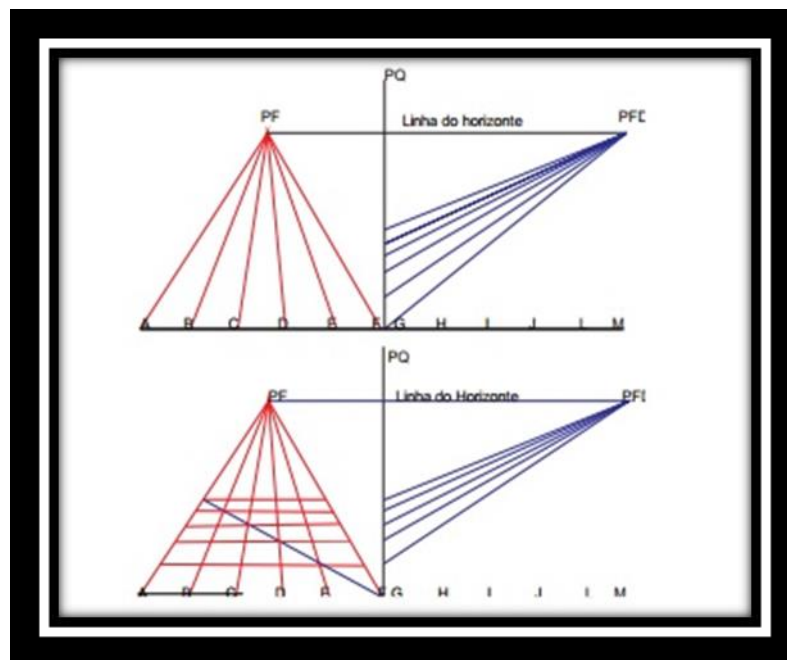 PQ
PF
Linha do horizonte
A B C D E F G H I J L M
PQ
PF
Linha do Horizonte
A B C D F G H I J L M